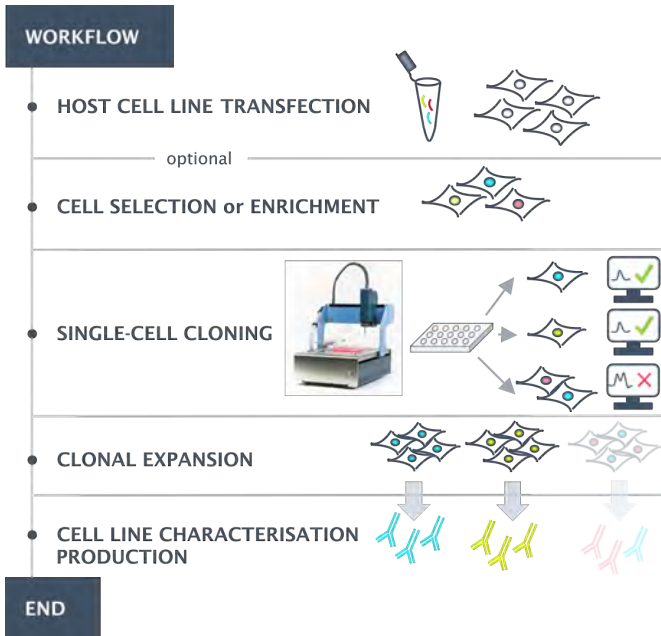 WORKFLOW
HOST CELL LINE TRANSFECTION
optional
CELL SELECTION or ENRICHMENT
SINGLE-CELL CLONING
CLONAL EXPANSION
CELL LINE CHARACTERISATION
PRODUCTION
END